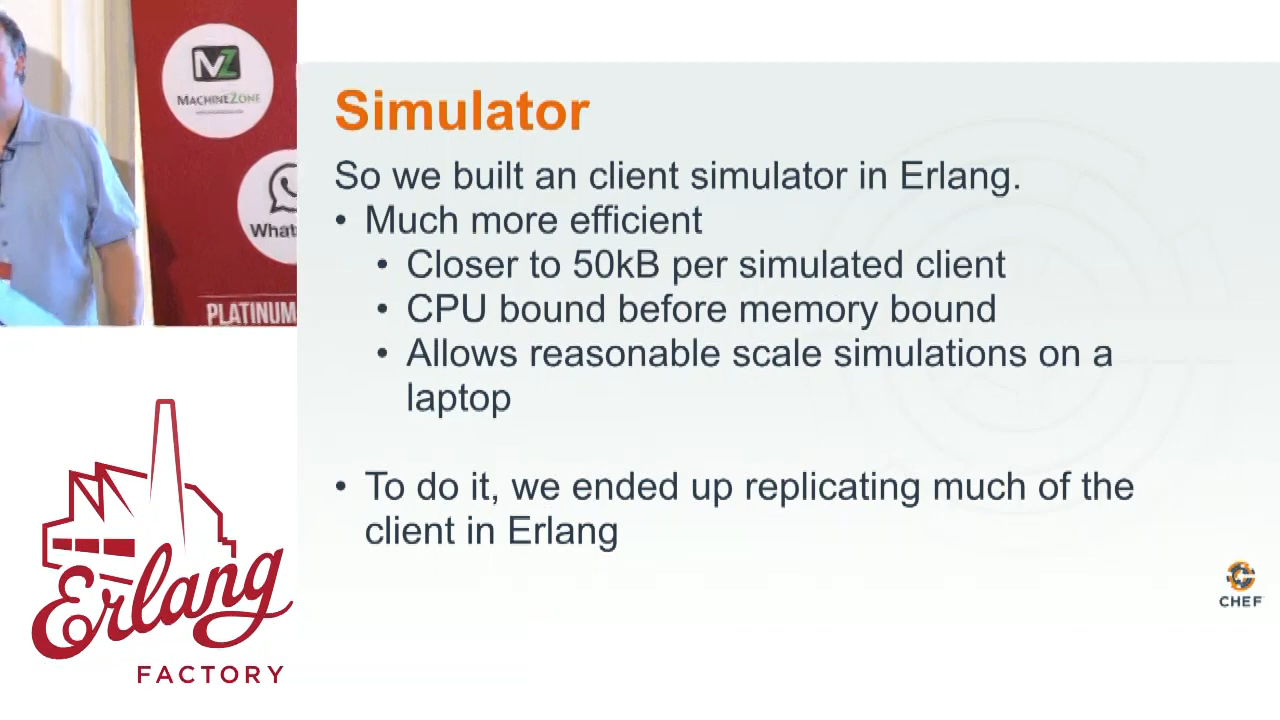 MZ
MACHINEZONE
What
PLATINUM
Simulator
So we built an client simulator in Erlang.
• Much more efficient
• Closer to 50kB per simulated client
• CPU bound before memory bound
• Allows reasonable scale simulations on a
laptop
• To do it, we ended up replicating much of the
client in Erlang
CHEF
Erlang
FACTORY